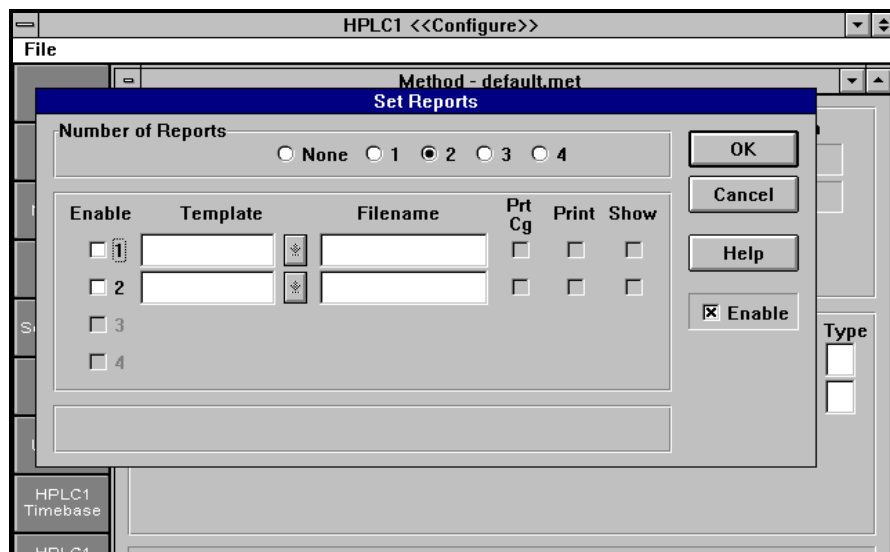 HPLC1 <<Configure>>
File
Method - default.met
Set Reports
Number of Reports
None 1 2 3 4
OK
Cancel
Help
Enable
Enable Template Filename Prt Cg Print Show
1
2
3
4
Type
HPLC1
Timebase
HPLC1